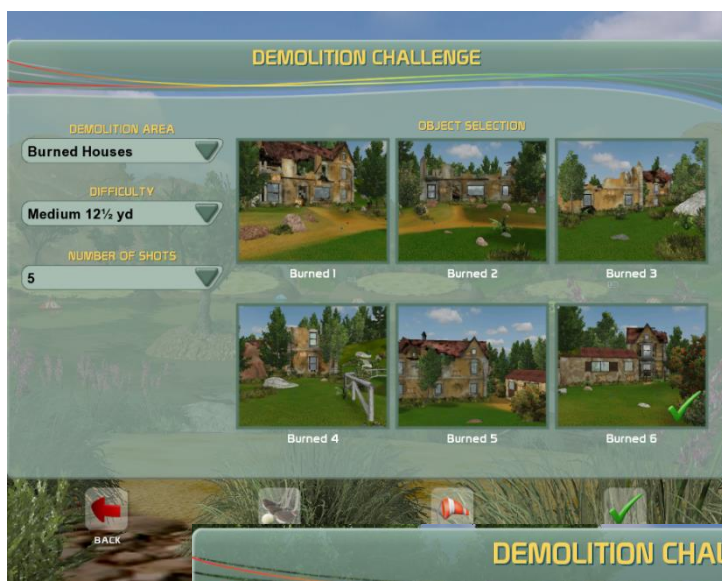 DEMOLITION CHALLENGE
DEMOLITION AREA
Burned Houses
DIFFICULTY
Medium 12½ yd
NUMBER OF SHOTS
5
OBJECT SELECTION
Burned 1
Burned 2
Burned 3
Burned 4
Burned 5
Burned 6
BACK
DEMOLITION CHAL